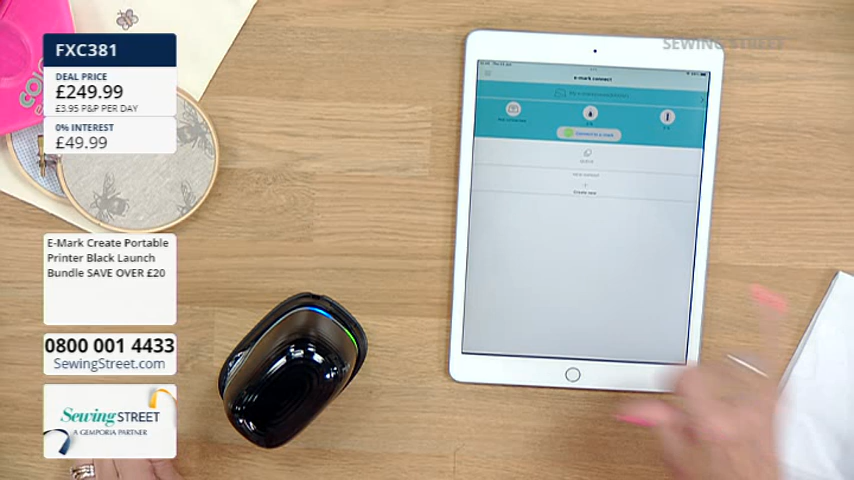 FXC381
DEAL PRICE
£249.99
£3.95 P&P PER DAY
0% INTEREST
£49.99
E-Mark Create Portable
Printer Black Launch
Bundle SAVE OVER £20
0800 001 4433
SewingStreet.com
Sewing STREET
A GEMPORIA PARTNER
SEWING STREET
e-mark connect
Connect to e-mark
Create new